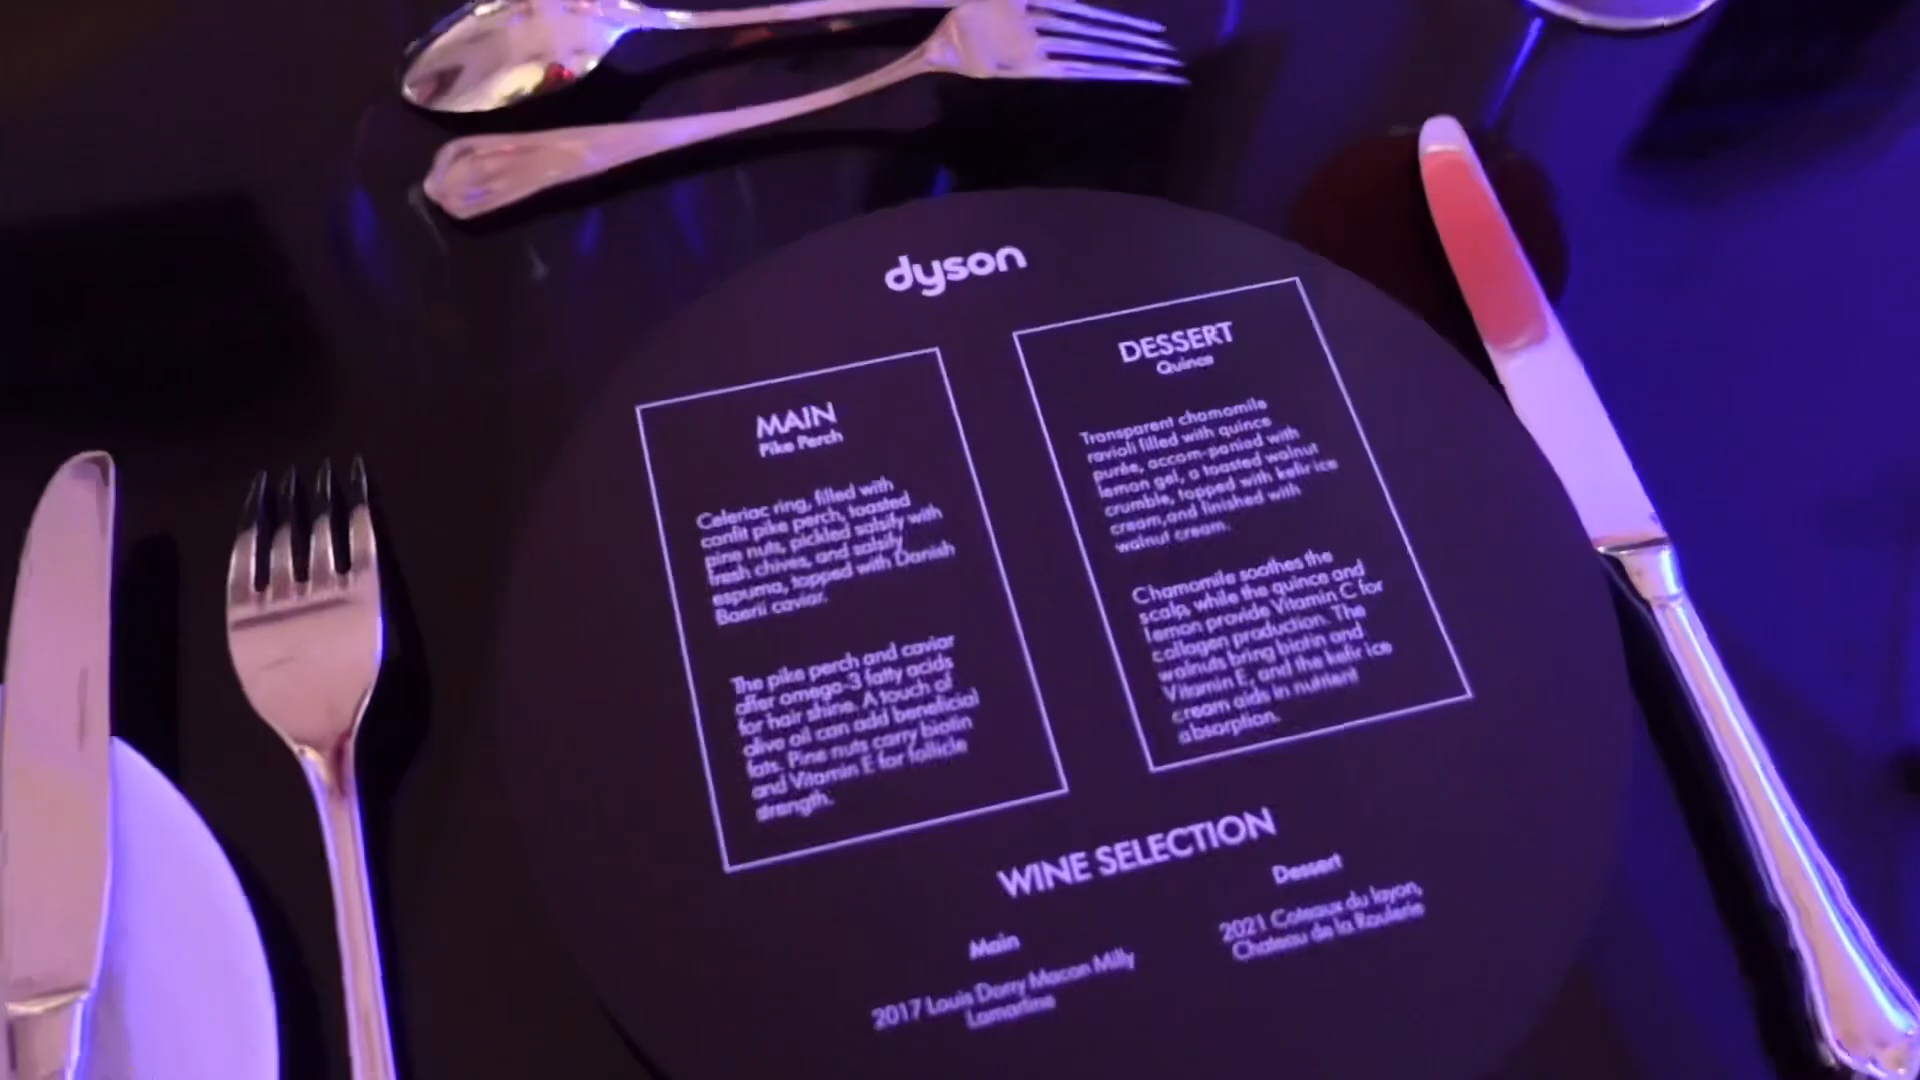 dyson
MAIN
Pike Perch
Celeriac ring, filled with
confit pike perch, toasted
pine nuts, pickled salsify with
fresh chives, and salsify
espuma, topped with Danish
Baerii caviar.
The pike perch and caviar
offer omega-3 fatty acids
for hair shine. A touch of
olive oil can add beneficial
fats. Pine nuts carry biotin
and Vitamin E for follicle
strength.
DESSERT
Quince
Transparent chamomile
ravioli filled with quince
purée, accom-panied with
lemon gel, a toasted walnut
crumble, topped with kefir ice
cream,and finished with
walnut cream.
Chamomile soothes the
scalp, while the quince and
lemon provide Vitamin C for
collagen production. The
walnuts bring biotin and
Vitamin E, and the kefir ice
cream aids in nutrient
absorption.
WINE SELECTION
Main
2017 Louis Dorry Macon Milly
Lamartine
Dessert
2021 Coteaux du layon,
Chateau de la Roulerie